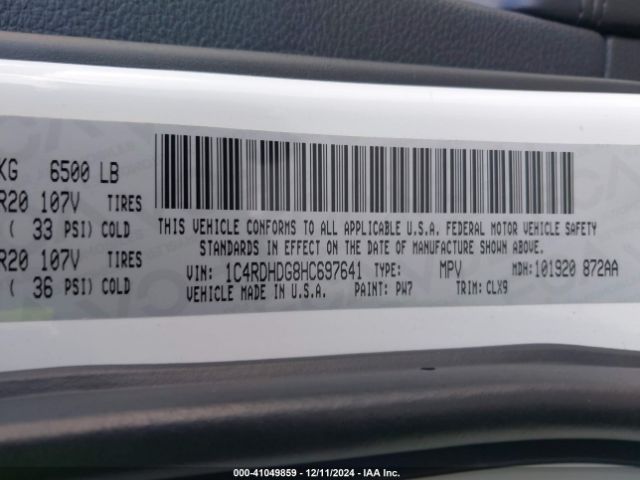 KG 6500 LB
R20 107V TIRES
( 33 PSI) COLD
R20 107V TIRES
( 36 PSI) COLD
THIS VEHICLE CONFORMS TO ALL APPLICABLE U.S.A. FEDERAL MOTOR VEHICLE SAFETY
STANDARDS IN EFFECT ON THE DATE OF MANUFACTURE SHOWN ABOVE.
VIN: 1C4RDHDG8HC697641 TYPE: MPV MDH: 101920 872AA
VEHICLE MADE IN U.S.A. PAINT: PW7 TRIM: CLX9
000-41049859 - 12/11/2024 - IAA Inc.